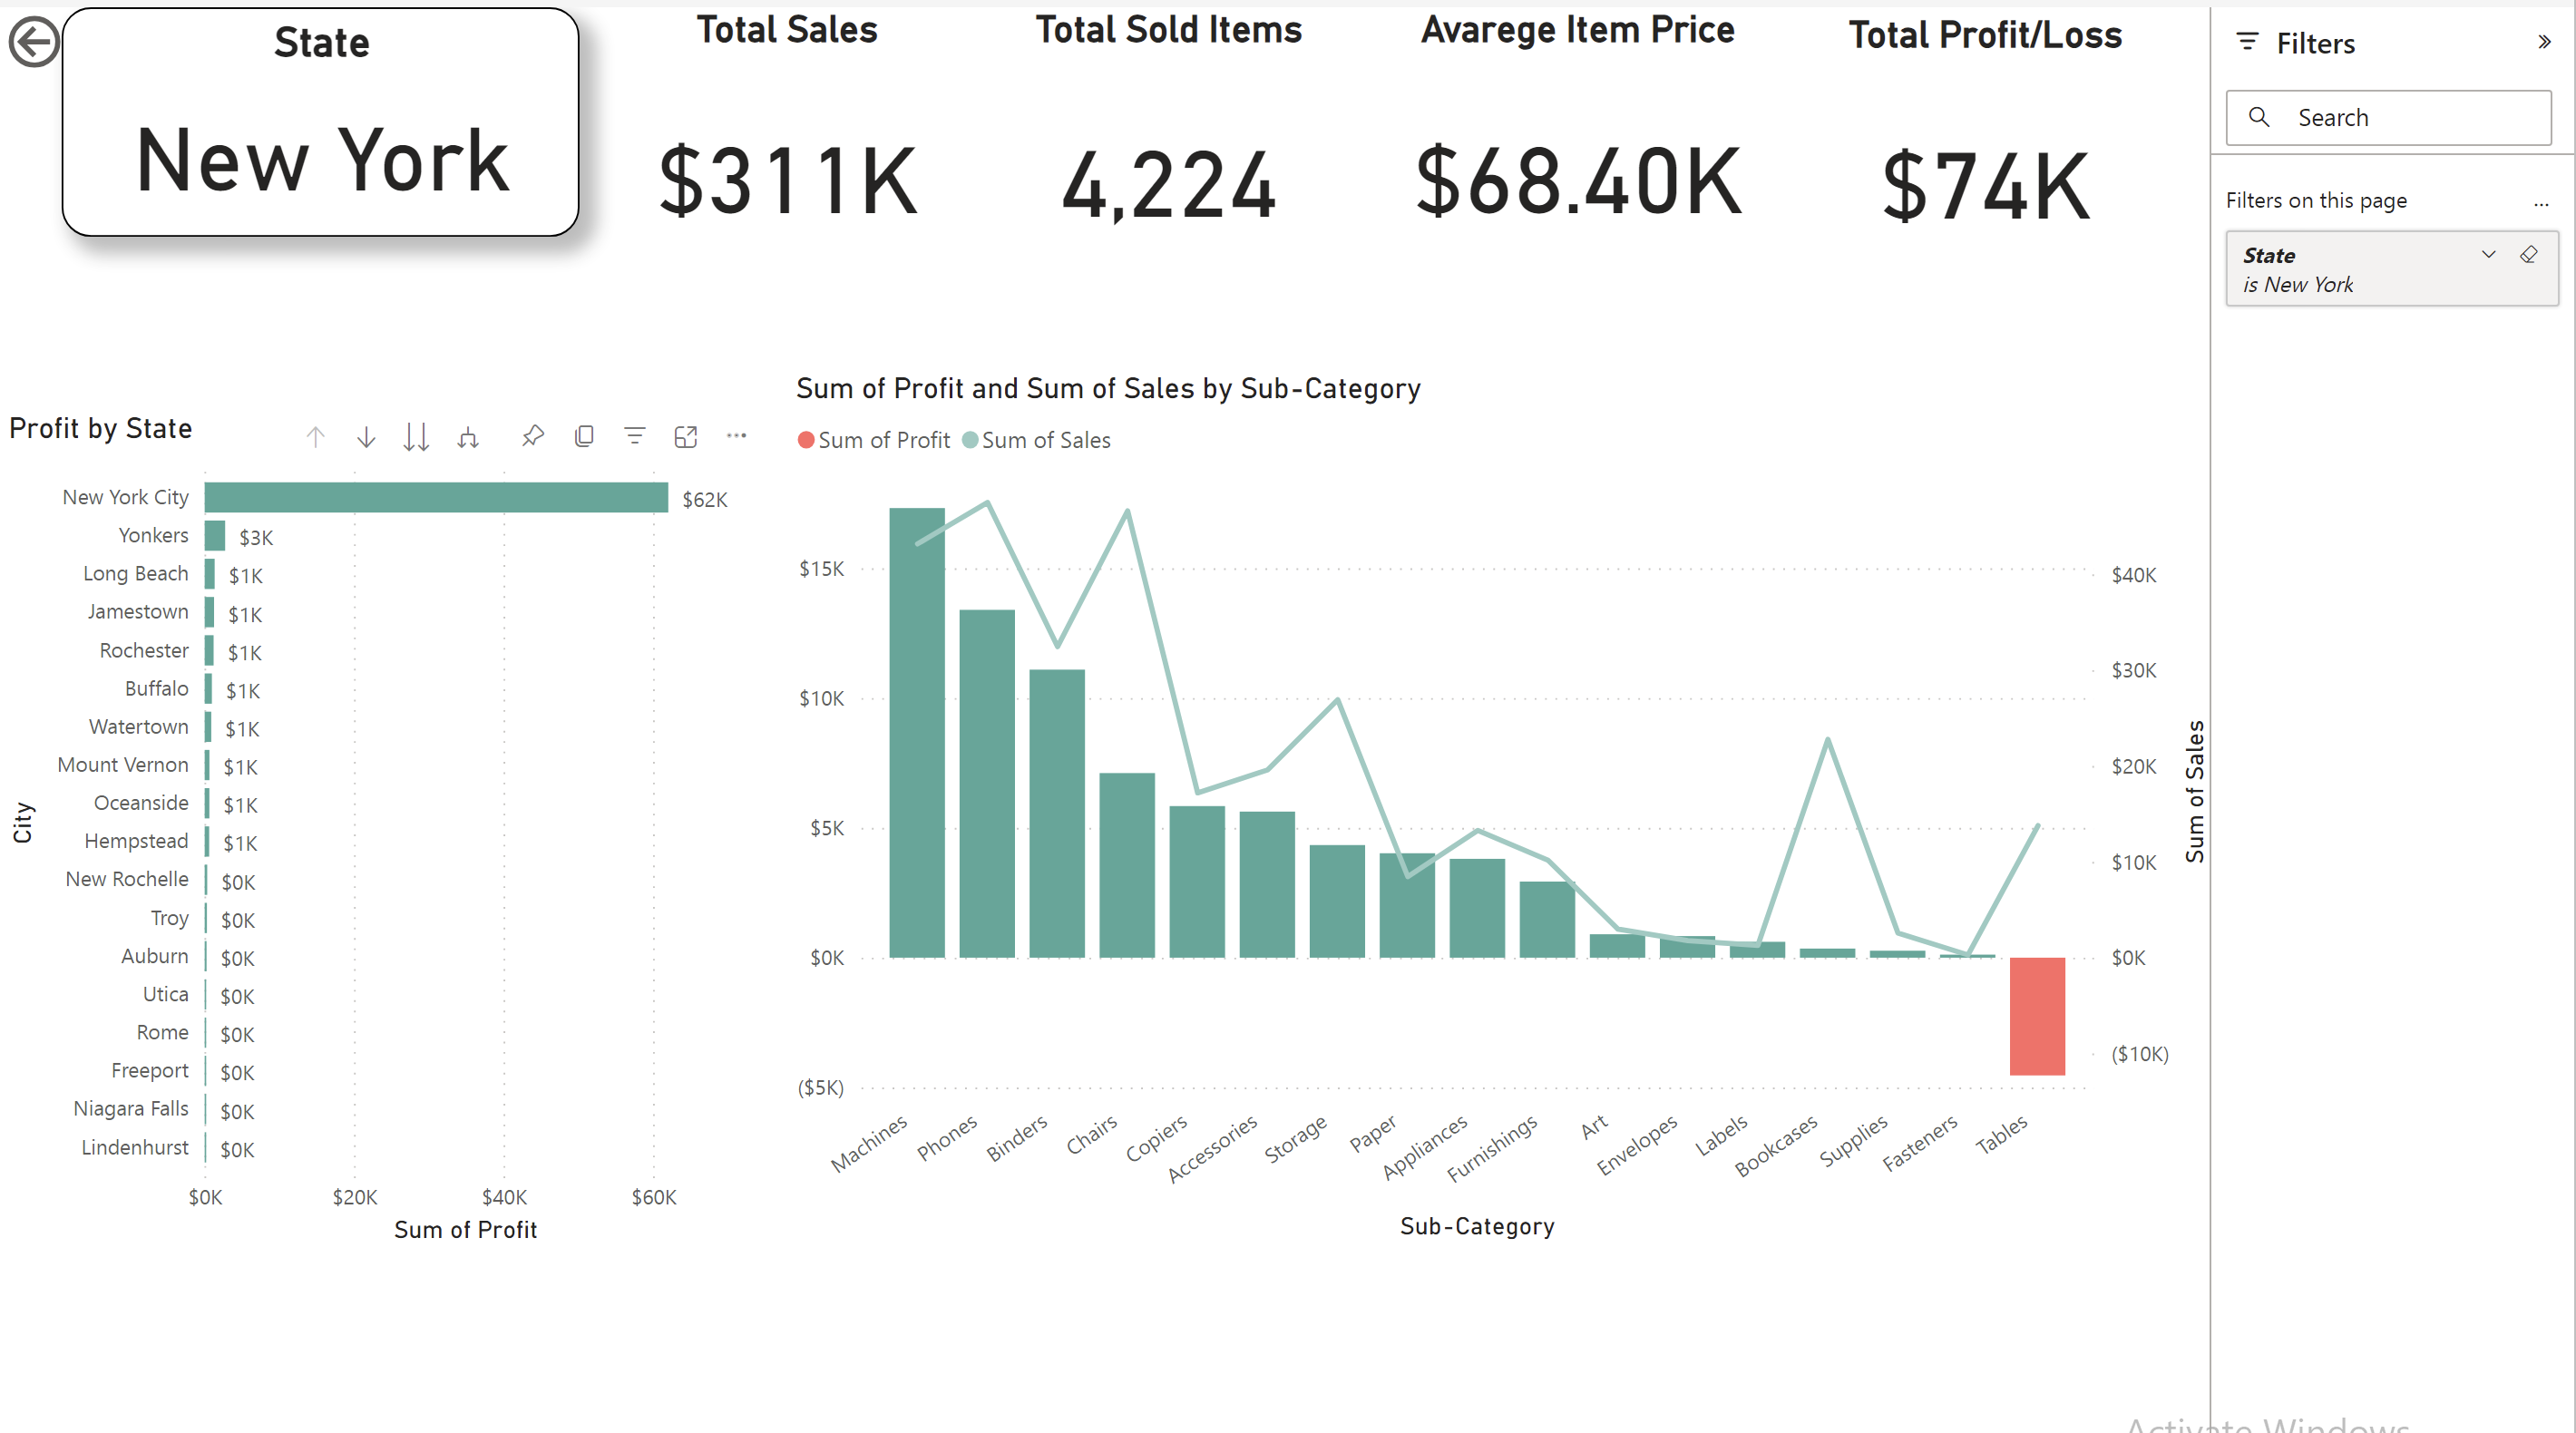 State
New York
Total Sales
$311K
Total Sold Items
4,224
Avarege Item Price
$68.40K
Total Profit/Loss
$74K
Filters
Search
Filters on this page
...
State
is New York
Profit by State
City
New York City $62K
Yonkers $3K
Long Beach $1K
Jamestown $1K
Rochester $1K
Buffalo $1K
Watertown $1K
Mount Vernon $1K
Oceanside $1K
Hempstead $1K
New Rochelle $0K
Troy $0K
Auburn $0K
Utica $0K
Rome $0K
Freeport $0K
Niagara Falls $0K
Lindenhurst $0K
$0K $20K $40K $60K
Sum of Profit
Sum of Profit and Sum of Sales by Sub-Category
Sum of Profit Sum of Sales
$15K
$10K
$5K
$0K
($5K)
$40K
$30K
$20K
$10K
$0K
($10K)
Sum of Sales
Machines Phones Binders Chairs Copiers Accessories Storage Paper Appliances Furnishings Art Envelopes Labels Bookcases Supplies Fasteners Tables
Sub-Category
Activate Windows